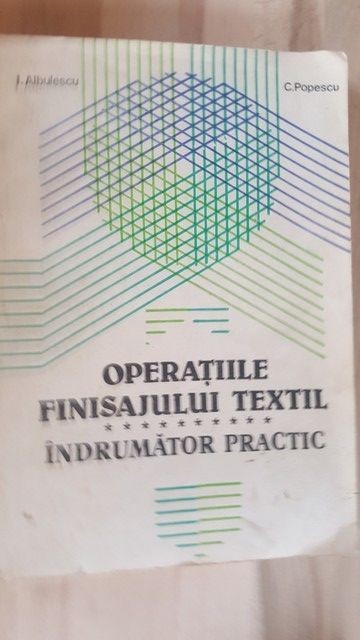 I. Albulescu
C. Popescu
OPERAȚIILE
FINISAJULUI TEXTIL
* * * * * * * * * *
ÎNDRUMĂTOR PRACTIC